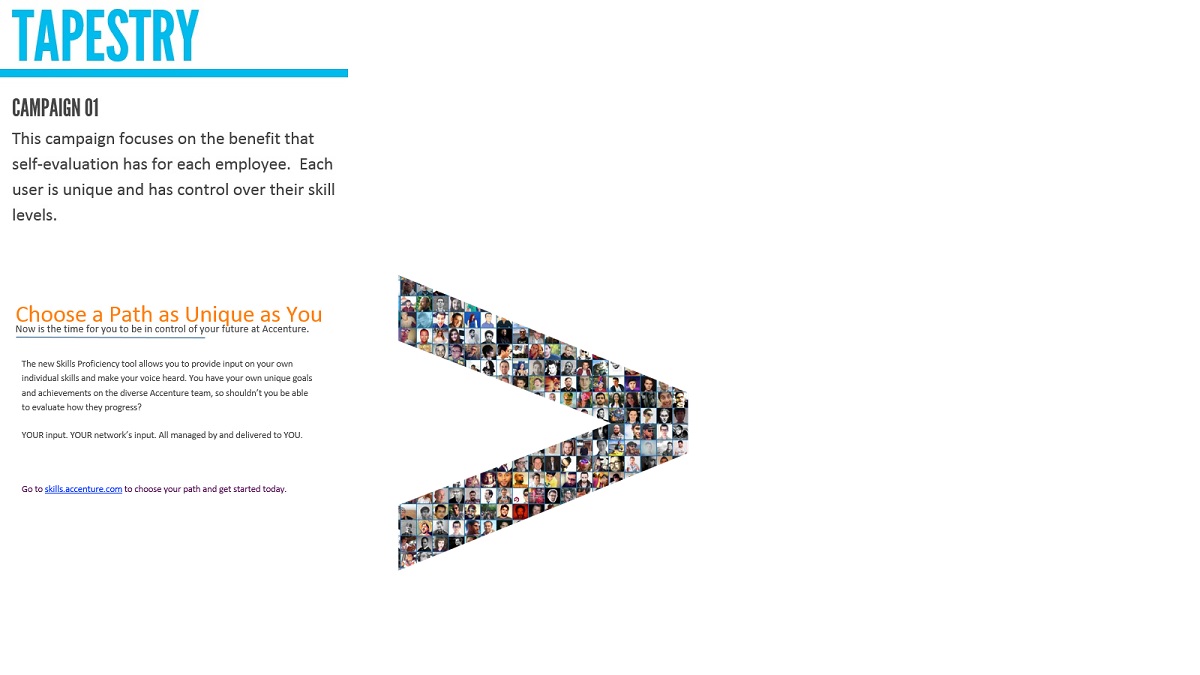 TAPESTRY
CAMPAIGN 01
This campaign focuses on the benefit that
self-evaluation has for each employee.  Each
user is unique and has control over their skill
levels.
Choose a Path as Unique as You
Now is the time for you to be in control of your future at Accenture.
The new Skills Proficiency tool allows you to provide input on your own
individual skills and make your voice heard. You have your own unique goals
and achievements on the diverse Accenture team, so shouldn't you be able
to evaluate how they progress?
YOUR input. YOUR network's input. All managed by and delivered to YOU.
Go to skills.accenture.com to choose your path and get started today.